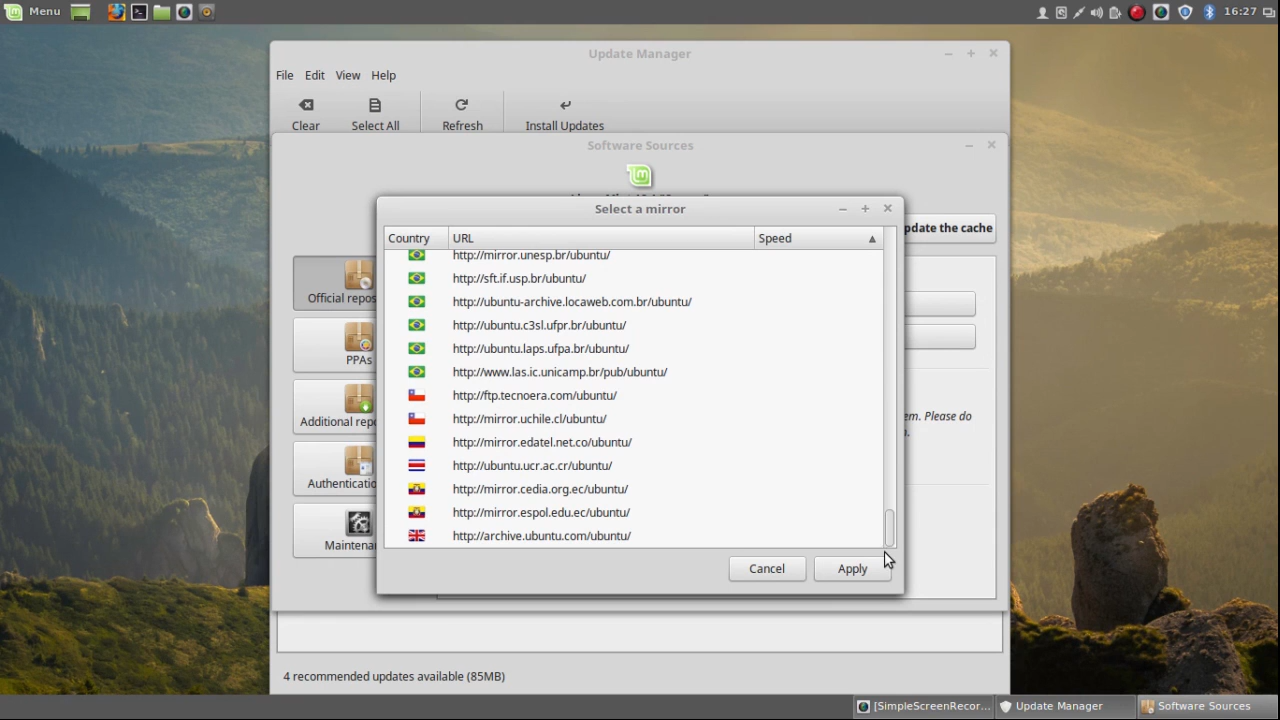 Menu
16:27
Update Manager
File Edit View Help
Clear
Select All
Refresh
Install Updates
Software Sources
Select a mirror
pdate the cache
Country
URL
Speed
http://mirror.unesp.br/ubuntu/
http://sft.if.usp.br/ubuntu/
http://ubuntu-archive.locaweb.com.br/ubuntu/
http://ubuntu.c3sl.ufpr.br/ubuntu/
http://ubuntu.laps.ufpa.br/ubuntu/
http://www.las.ic.unicamp.br/pub/ubuntu/
http://ftp.tecnoera.com/ubuntu/
http://mirror.uchile.cl/ubuntu/
http://mirror.edatel.net.co/ubuntu/
http://ubuntu.ucr.ac.cr/ubuntu/
http://mirror.cedia.org.ec/ubuntu/
http://mirror.espol.edu.ec/ubuntu/
http://archive.ubuntu.com/ubuntu/
Official repos
PPAs
Additional repo
Authenticatio
Maintenan
em. Please do
n.
Cancel
Apply
4 recommended updates available (85MB)
[SimpleScreenRecor...
Update Manager
Software Sources